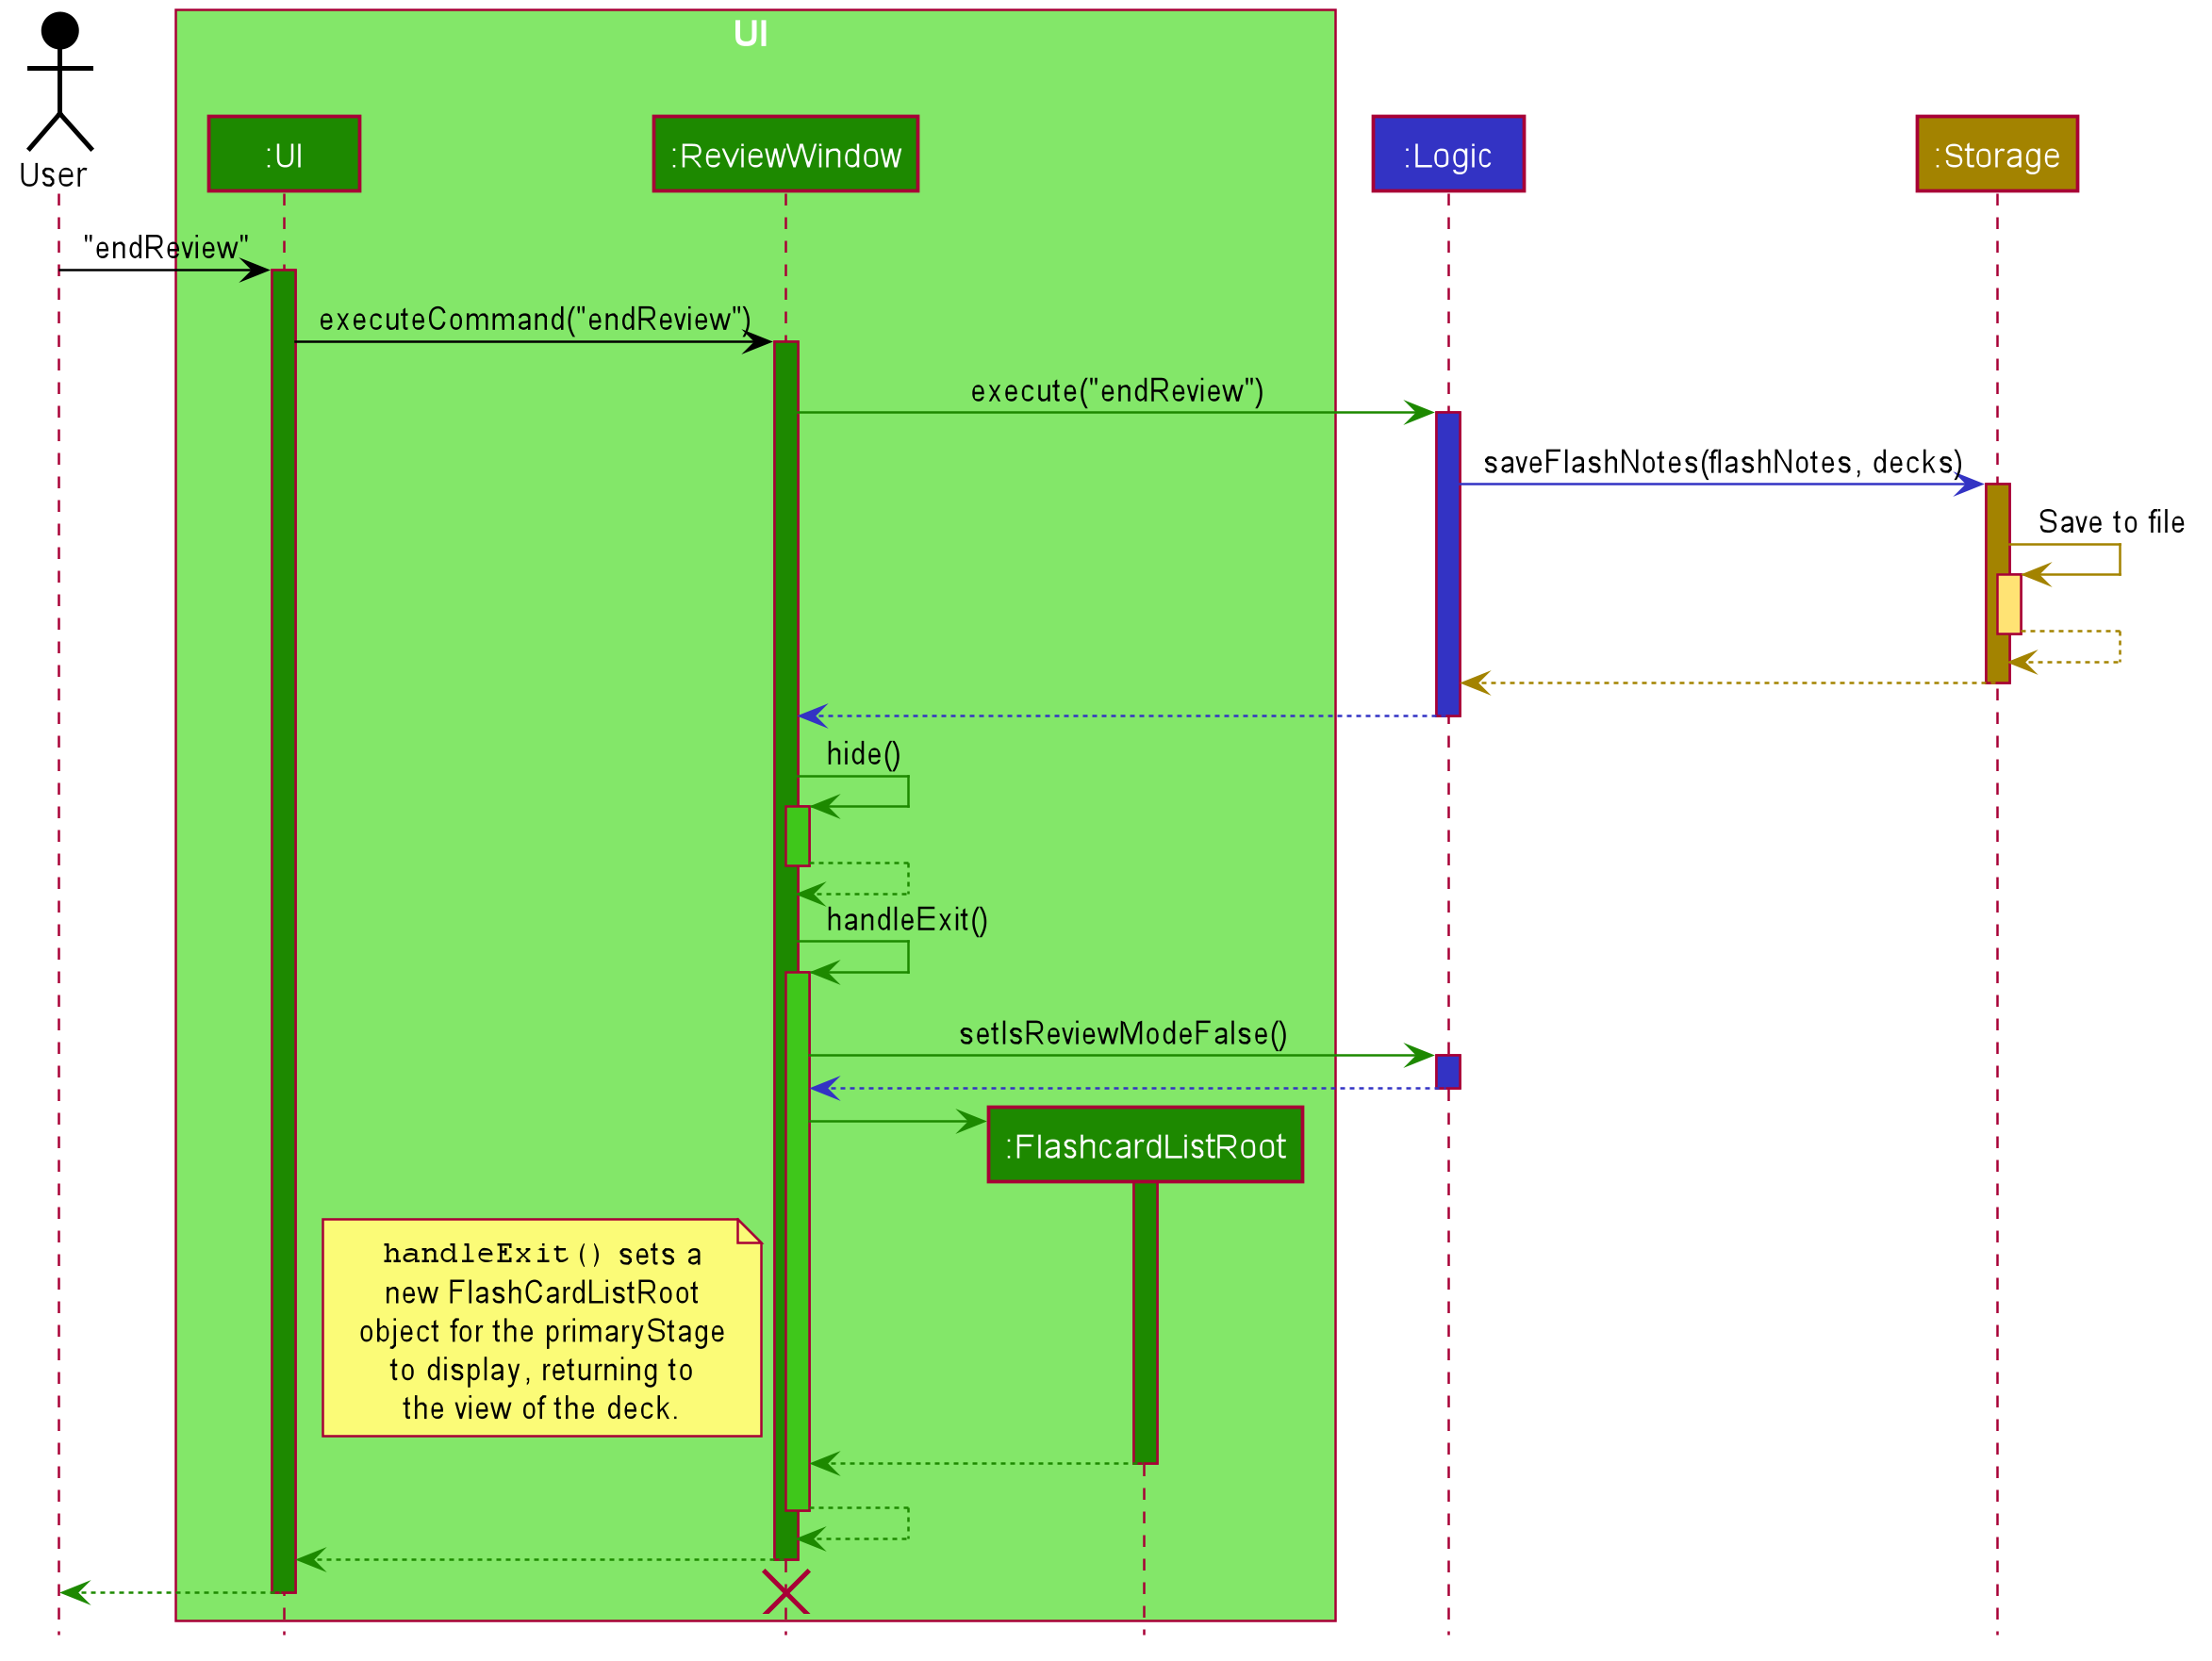 UI
User
:UI
:ReviewWindow
:Logic
:Storage
"endReview"
executeCommand("endReview")
execute("endReview")
saveFlashNotes(flashNotes, decks)
Save to file
hide()
handleExit()
setIsReviewModeFalse()
:FlashcardListRoot
handleExit() sets a
new FlashCardListRoot
object for the primaryStage
to display, returning to
the view of the deck.